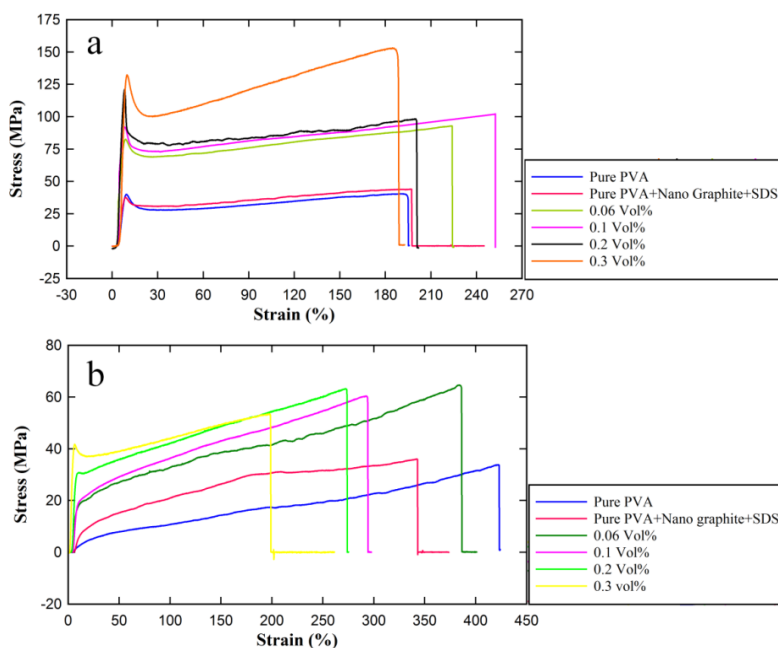 a
Stress (MPa)
175
150
125
100
75
50
25
0
-25
-30 0 30 60 90 120 150 180 210 240 270
Strain (%)
Pure PVA
Pure PVA+Nano Graphite+SDS
0.06 Vol%
0.1 Vol%
0.2 Vol%
0.3 Vol%
b
Stress (MPa)
80
60
40
20
0
-20
0 50 100 150 200 250 300 350 400 450
Strain (%)
Pure PVA
Pure PVA+Nano graphite+SDS
0.06 Vol%
0.1 Vol%
0.2 Vol%
0.3 vol%